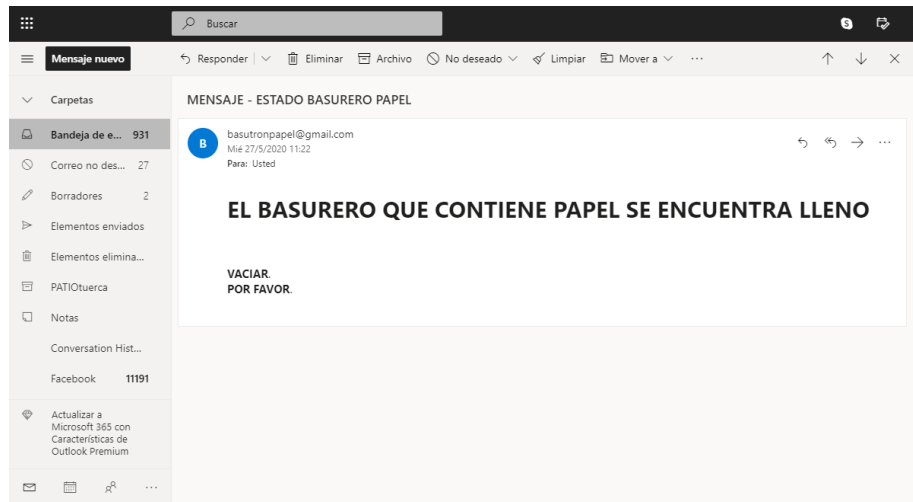 Buscar
Mensaje nuevo
Responder
Eliminar
Archivo
No deseado
Limpiar
Mover a
Carpetas
MENSAJE - ESTADO BASURERO PAPEL
Bandeja de e... 931
Correo no des... 27
Borradores 2
Elementos enviados
Elementos elimina...
PATIOtuerca
Notas
Conversation Hist...
Facebook 11191
Actualizar a
Microsoft 365 con
Características de
Outlook Premium
B
basutronpapel@gmail.com
Mié 27/5/2020 11:22
Para: Usted
EL BASURERO QUE CONTIENE PAPEL SE ENCUENTRA LLENO
VACIAR.
POR FAVOR.